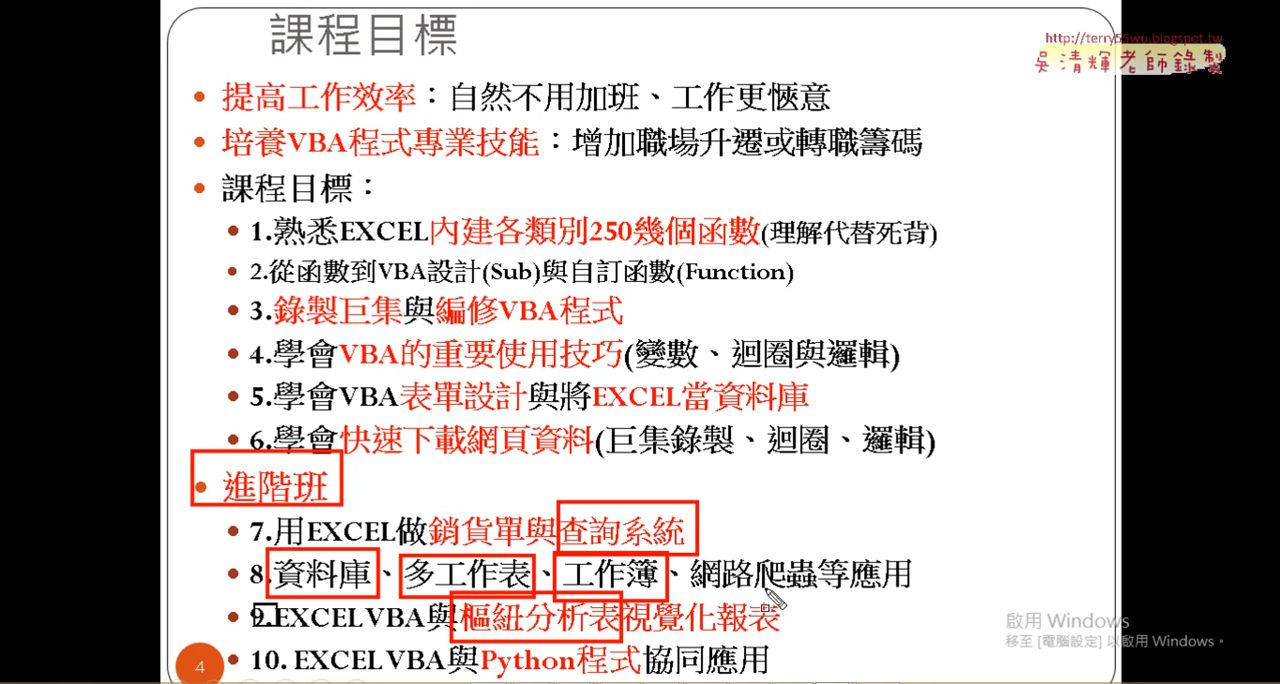 課程目標
http://terry55wu.blogspot.tw
吳清輝老師錄製
提高工作效率：自然不用加班、工作更愜意
培養VBA程式專業技能：增加職場升遷或轉職籌碼
課程目標：
1.熟悉EXCEL內建各類別250幾個函數(理解代替死背)
2.從函數到VBA設計(Sub)與自訂函數(Function)
3.錄製巨集與編修VBA程式
4.學會VBA的重要使用技巧(變數、迴圈與邏輯)
5.學會VBA表單設計與將EXCEL當資料庫
6.學會快速下載網頁資料(巨集錄製、迴圈、邏輯)
進階班
7.用EXCEL做銷貨單與查詢系統
8.資料庫、多工作表、工作簿、網路爬蟲等應用
9.EXCEL VBA與樞紐分析表視覺化報表
10. EXCEL VBA與Python程式協同應用
啟用 Windows
移至 [電腦設定] 以啟用 Windows。
4